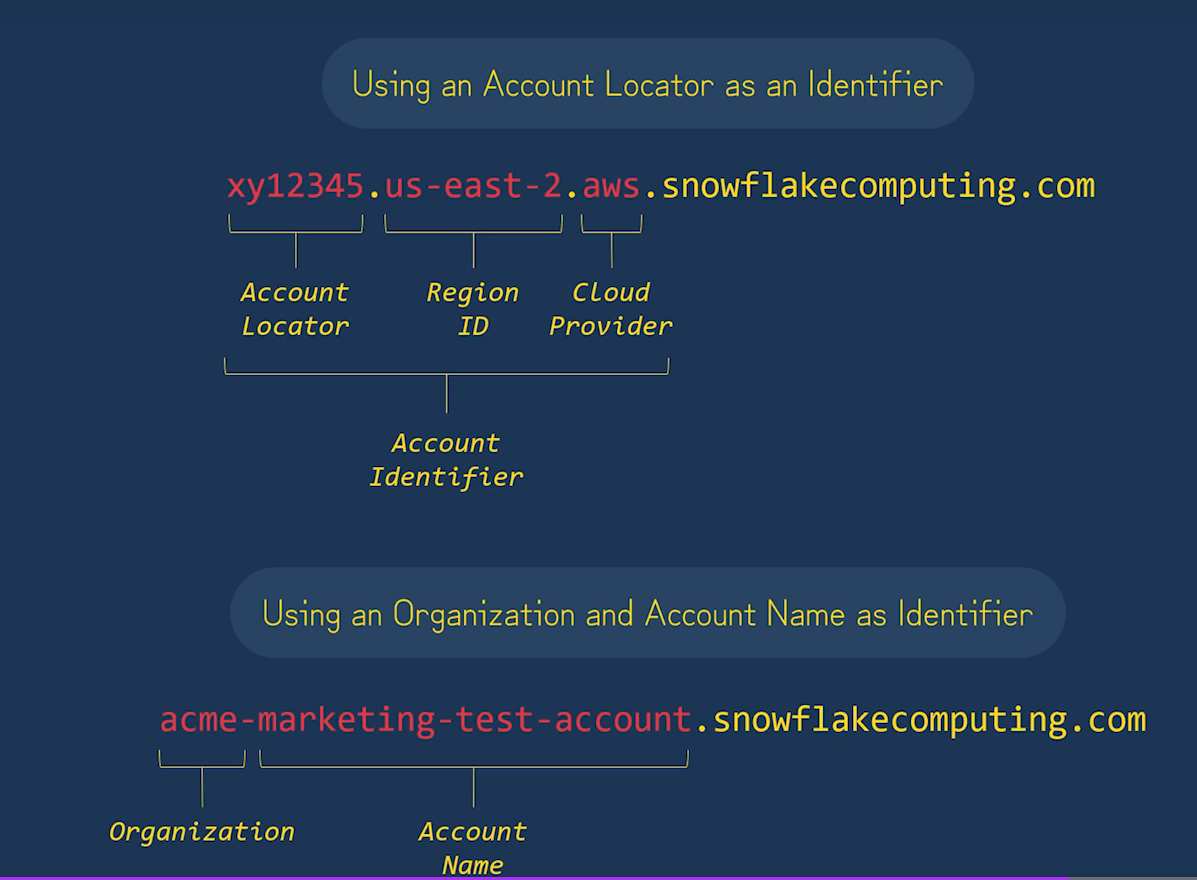 Using an Account Locator as an Identifier
xy12345.us-east-2.aws.snowflakecomputing.com
Account Locator
Region ID
Cloud Provider
Account Identifier
Using an Organization and Account Name as Identifier
acme-marketing-test-account.snowflakecomputing.com
Organization
Account Name